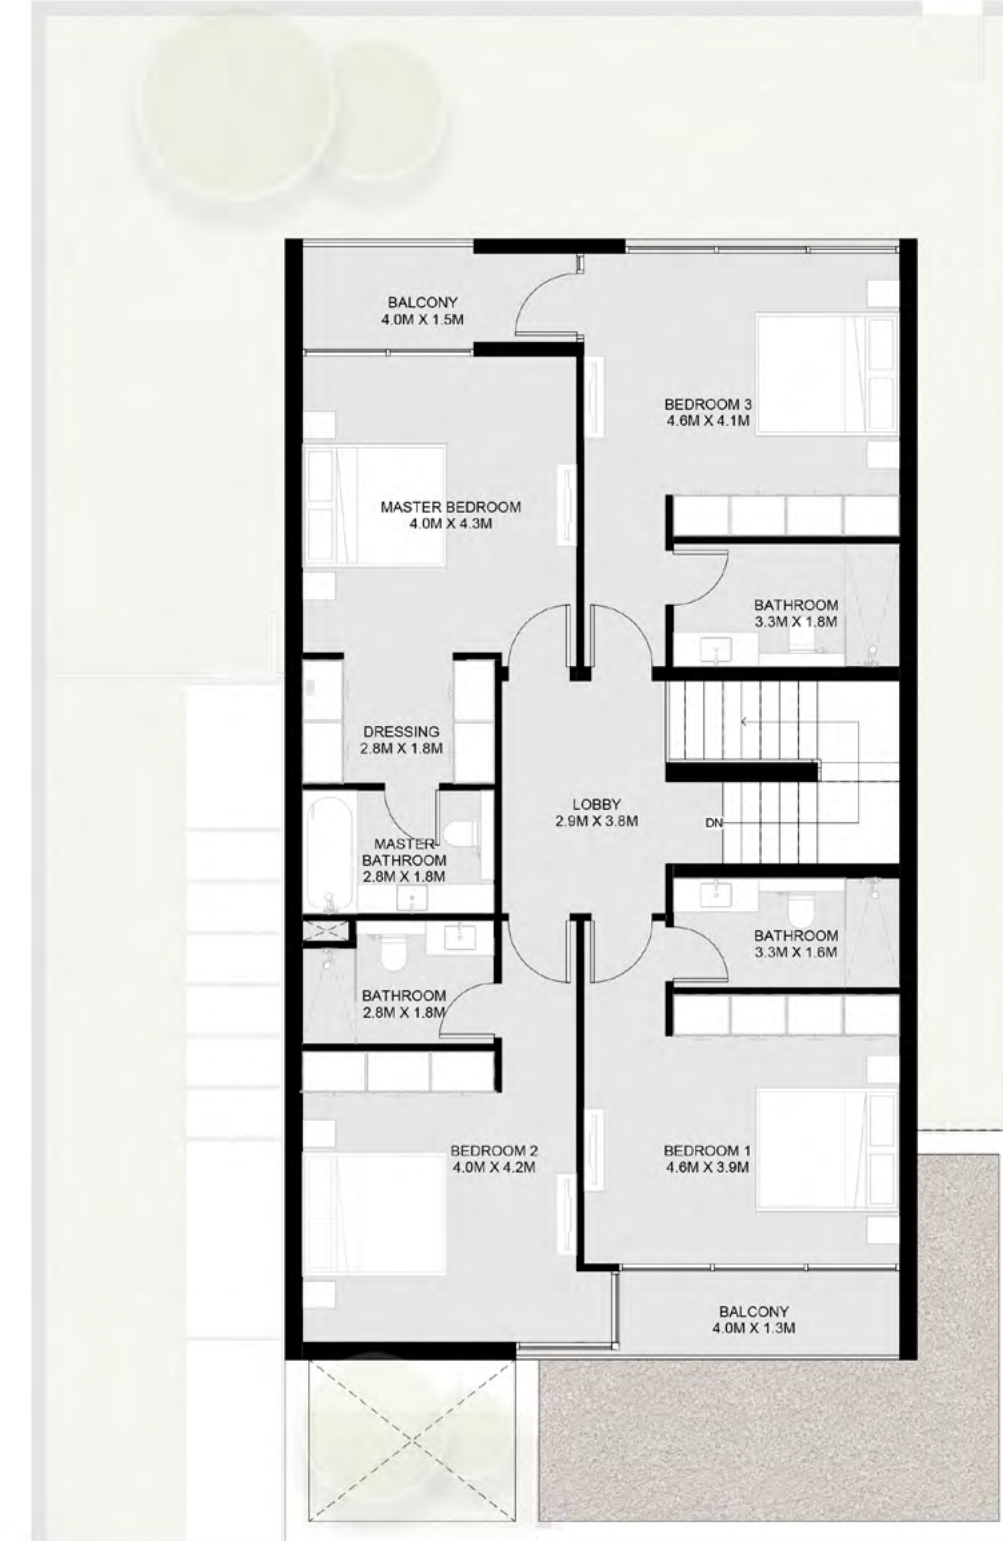 BALCONY
4.0M X 1.5M
BEDROOM 3
4.6M X 4.1M
MASTER BEDROOM
4.0M X 4.3M
BATHROOM
3.3M X 1.8M
DRESSING
2.8M X 1.8M
LOBBY
2.9M X 3.8M
DN
MASTER
BATHROOM
2.8M X 1.8M
BATHROOM
3.3M X 1.6M
BATHROOM
2.8M X 1.8M
BEDROOM 2
4.0M X 4.2M
BEDROOM 1
4.6M X 3.9M
BALCONY
4.0M X 1.3M